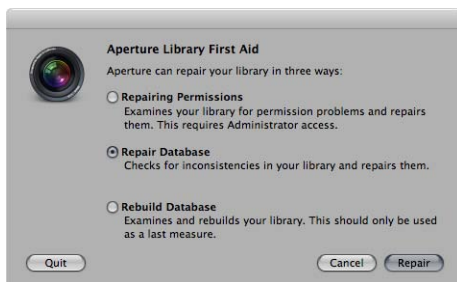 Aperture Library First Aid
Aperture can repair your library in three ways:
Repairing Permissions
Examines your library for permission problems and repairs
them. This requires Administrator access.
Repair Database
Checks for inconsistencies in your library and repairs them.
Rebuild Database
Examines and rebuilds your library. This should only be used
as a last measure.
Quit
Cancel
Repair